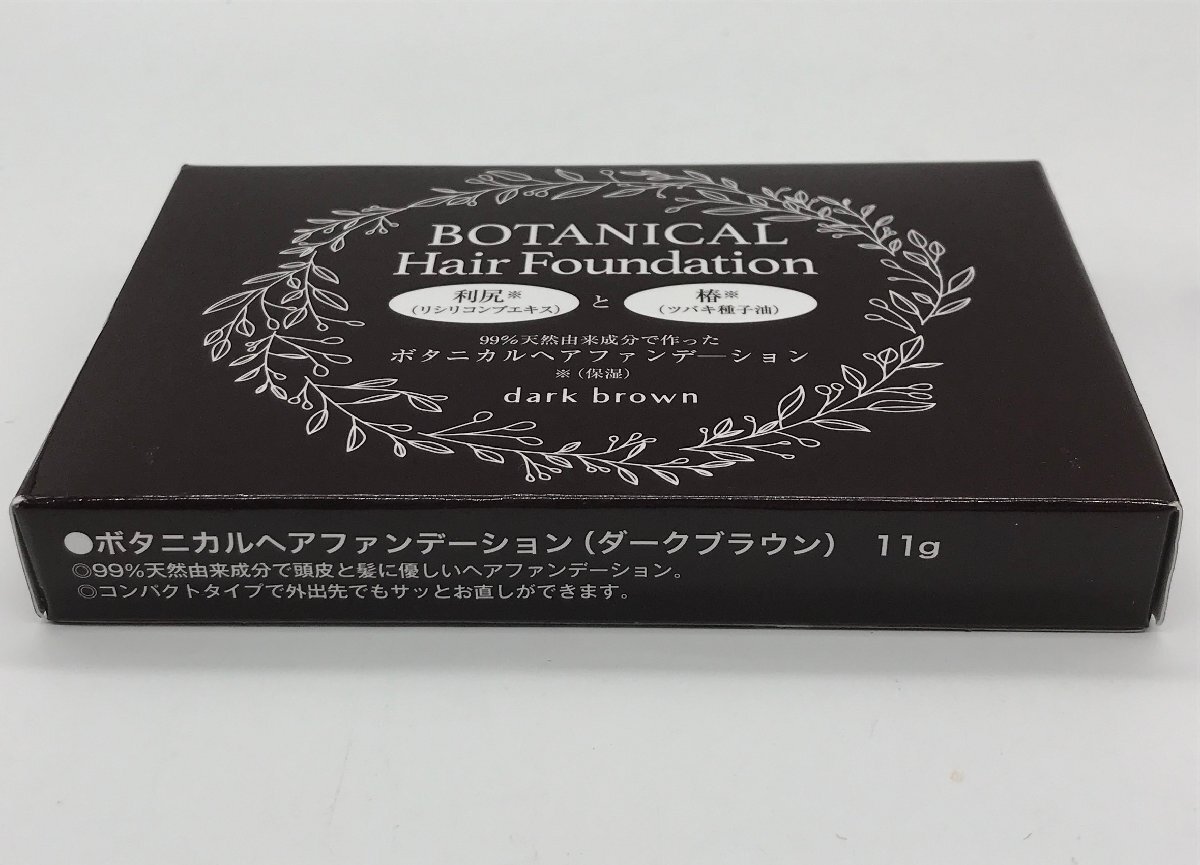 BOTANICAL
Hair Foundation
利尻※ と 椿※
(リシリコンブエキス) (ツバキ種子油)
99%天然由来成分で作った
ボタニカルヘアファンデーション
※(保湿)
dark brown
●ボタニカルヘアファンデーション(ダークブラウン) 11g
◎99%天然由来成分で頭皮と髪に優しいヘアファンデーション。
◎コンパクトタイプで外出先でもサッとお直しができます。